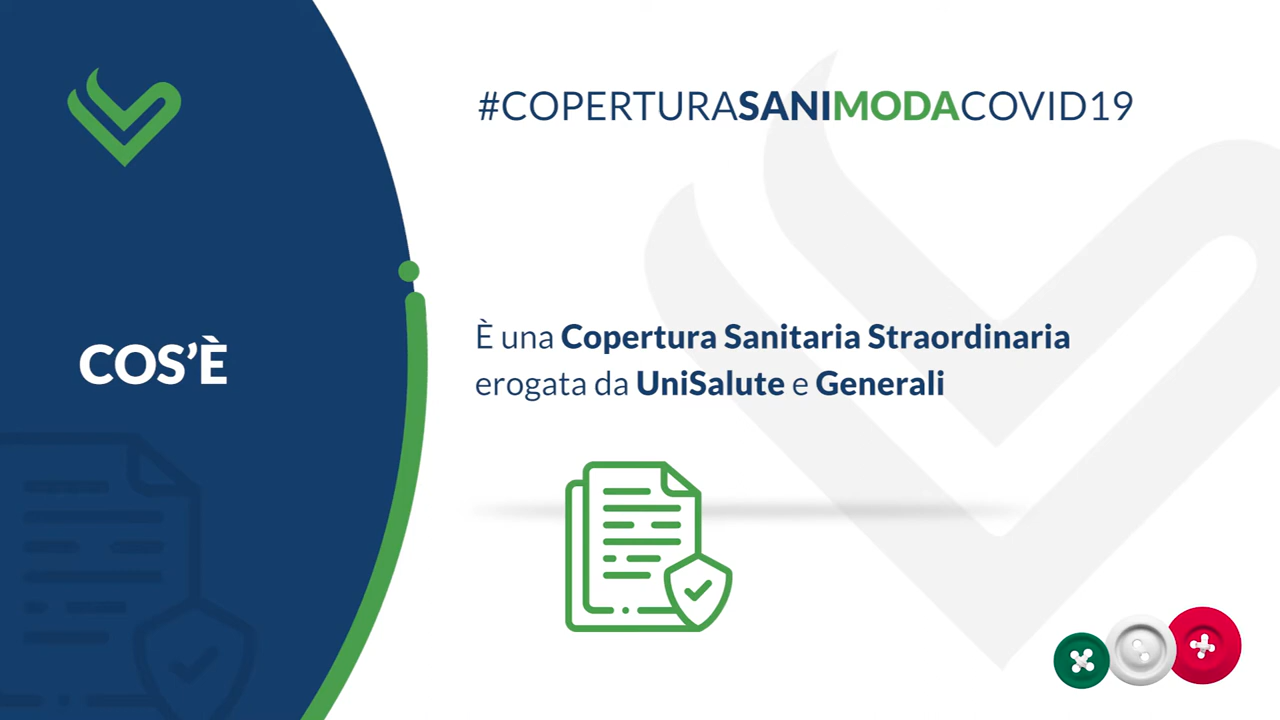 #COPERTURASANIMODACOVID19
COS’È
È una Copertura Sanitaria Straordinaria
erogata da UniSalute e Generali